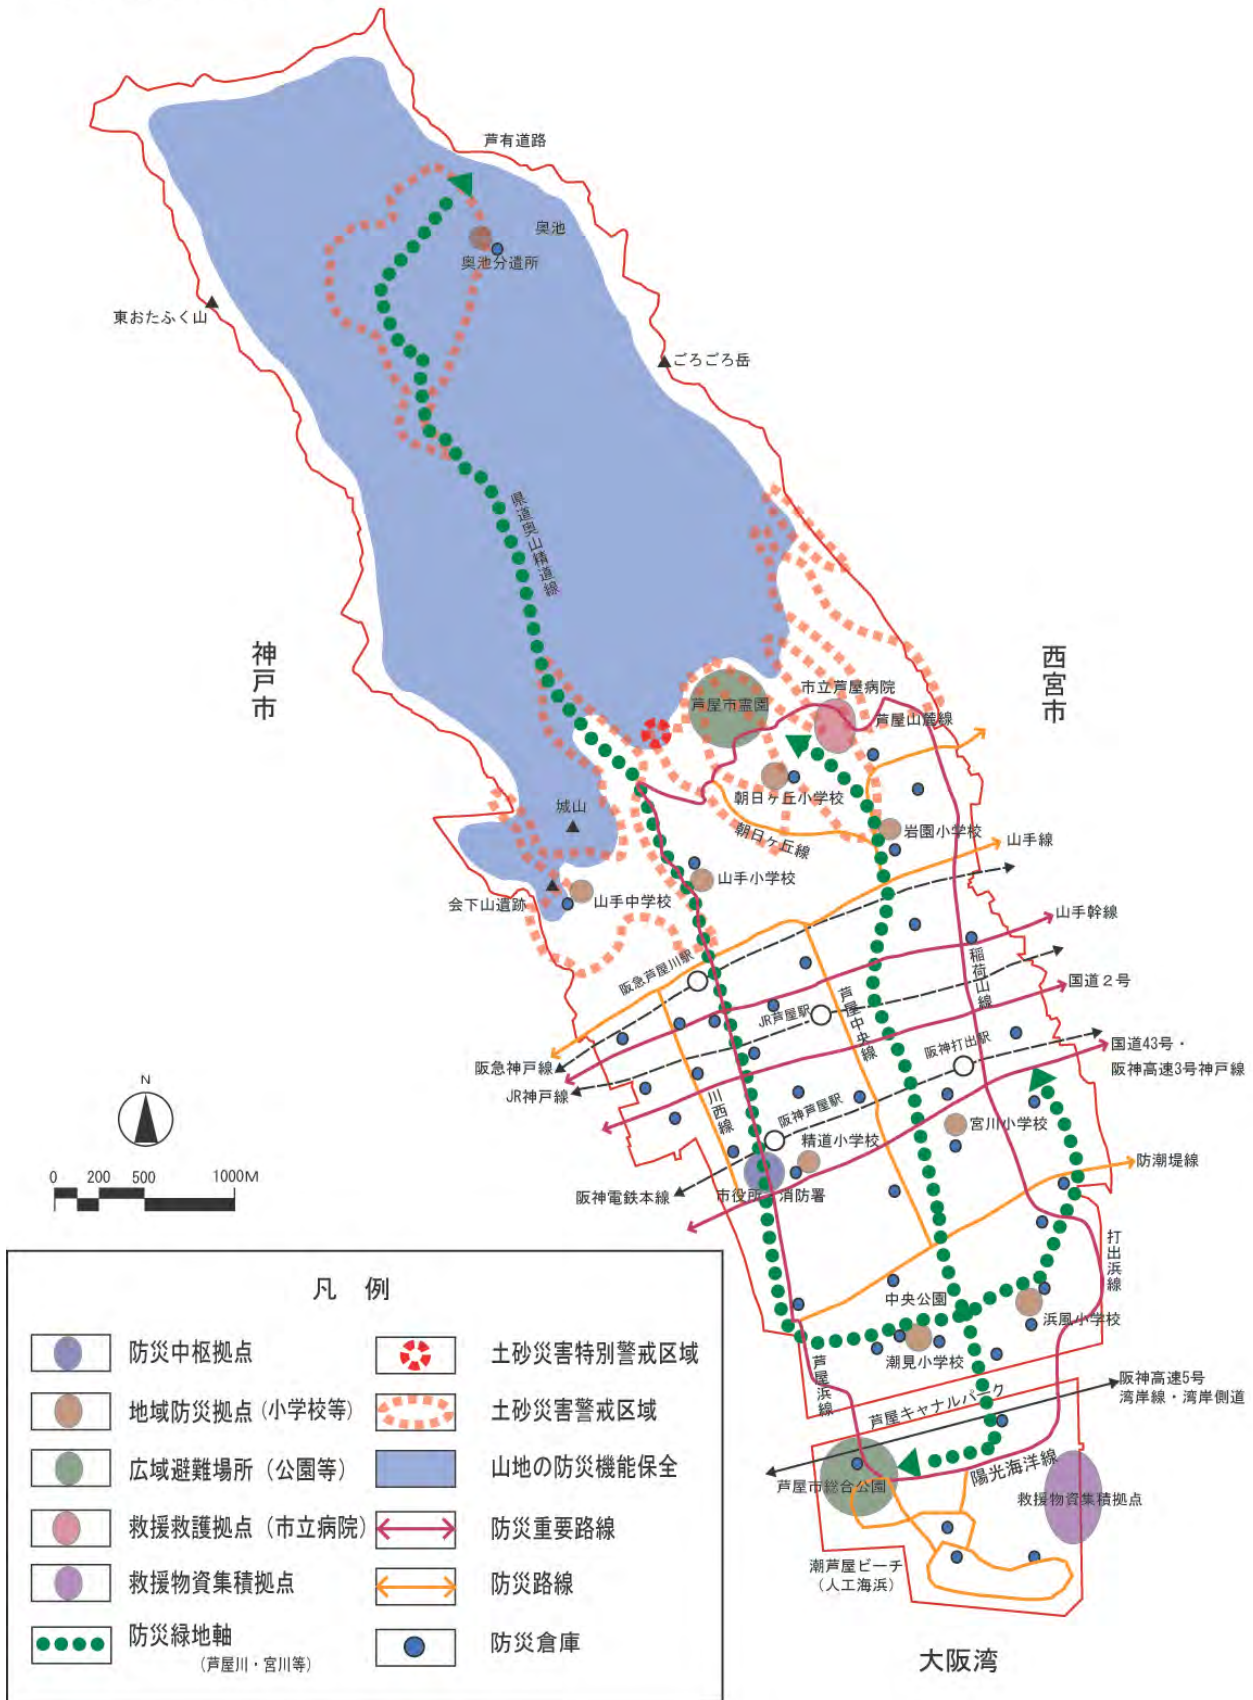 芦有道路
奥池
奥池分遣所
東おたふく山
ごろごろ岳
県道奥山精道線
神戸市
西宮市
市立芦屋病院
芦屋市霊園
芦屋山麓線
朝日ヶ丘小学校
城山
朝日ヶ丘線
岩園小学校
山手線
山手小学校
会下山遺跡
山手中学校
山手幹線
阪急芦屋川駅
稲荷山線
国道2号
JR芦屋駅
芦屋中央線
阪神打出駅
国道43号・
阪神高速3号神戸線
阪急神戸線
JR神戸線
川西線
阪神芦屋駅
宮川小学校
精道小学校
防潮堤線
阪神電鉄本線
市役所・消防署
打出浜線
N
0 200 500 1000M
中央公園
浜風小学校
潮見小学校
芦屋浜線
阪神高速5号
湾岸線・湾岸側道
芦屋キャナルパーク
陽光海洋線
芦屋市総合公園
救援物資集積拠点
潮芦屋ビーチ
(人工海浜)
大阪湾
凡 例
防災中枢拠点
土砂災害特別警戒区域
地域防災拠点(小学校等)
土砂災害警戒区域
広域避難場所(公園等)
山地の防災機能保全
救援救護拠点(市立病院)
防災重要路線
救援物資集積拠点
防災路線
防災緑地軸
(芦屋川・宮川等)
防災倉庫